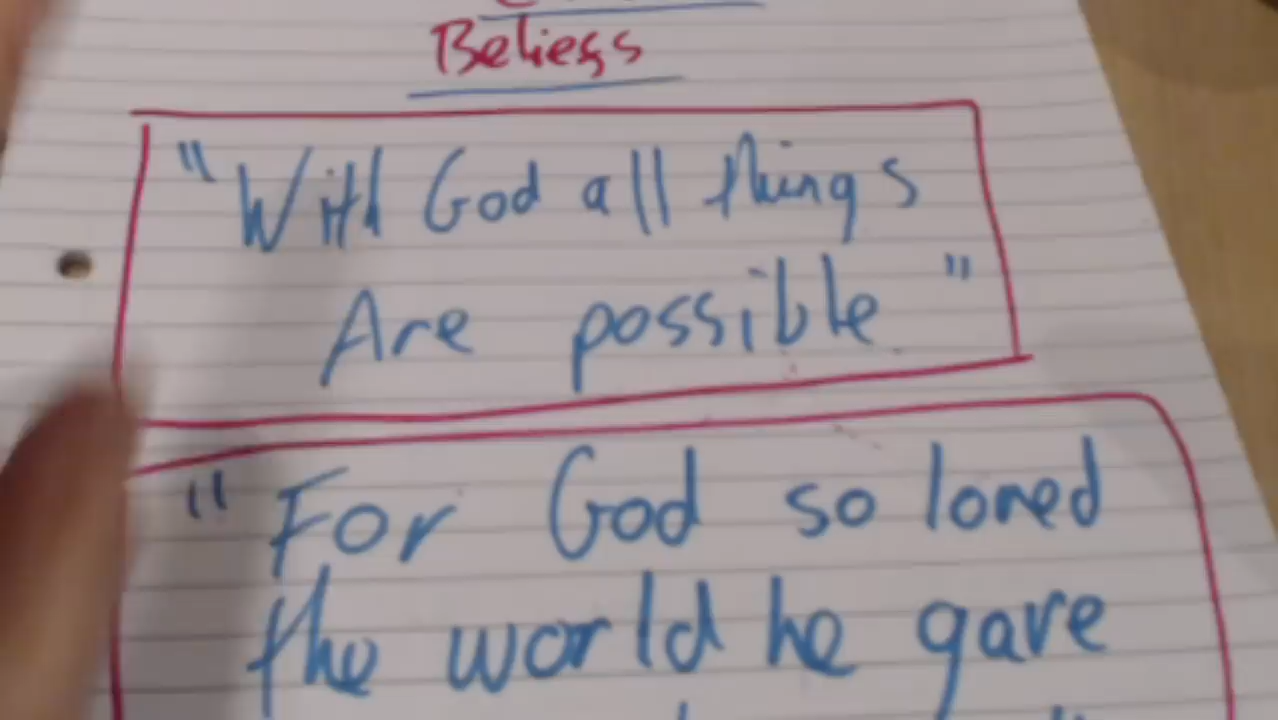 Beliefs
"With God all things
Are possible"
"For God so loved
the world he gave